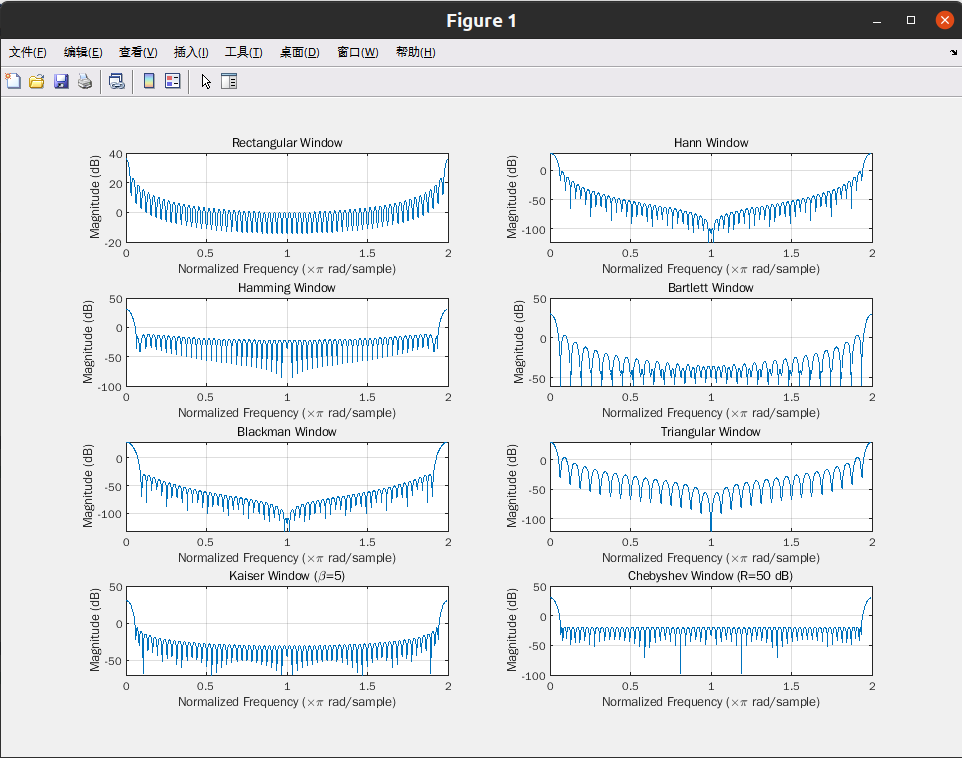 Figure 1
文件(F) 编辑(E) 查看(V) 插入(I) 工具(T) 桌面(D) 窗口(W) 帮助(H)
Rectangular Window
Magnitude (dB)
40
20
0
-20
0 0.5 1 1.5 2
Normalized Frequency (×π rad/sample)
Hann Window
Magnitude (dB)
0
-50
-100
0 0.5 1 1.5 2
Normalized Frequency (×π rad/sample)
Hamming Window
Magnitude (dB)
50
0
-50
-100
0 0.5 1 1.5 2
Normalized Frequency (×π rad/sample)
Bartlett Window
Magnitude (dB)
50
0
-50
0 0.5 1 1.5 2
Normalized Frequency (×π rad/sample)
Blackman Window
Magnitude (dB)
0
-50
-100
0 0.5 1 1.5 2
Normalized Frequency (×π rad/sample)
Triangular Window
Magnitude (dB)
0
-50
-100
0 0.5 1 1.5 2
Normalized Frequency (×π rad/sample)
Kaiser Window (β=5)
Magnitude (dB)
50
0
-50
0 0.5 1 1.5 2
Normalized Frequency (×π rad/sample)
Chebyshev Window (R=50 dB)
Magnitude (dB)
50
0
-50
-100
0 0.5 1 1.5 2
Normalized Frequency (×π rad/sample)